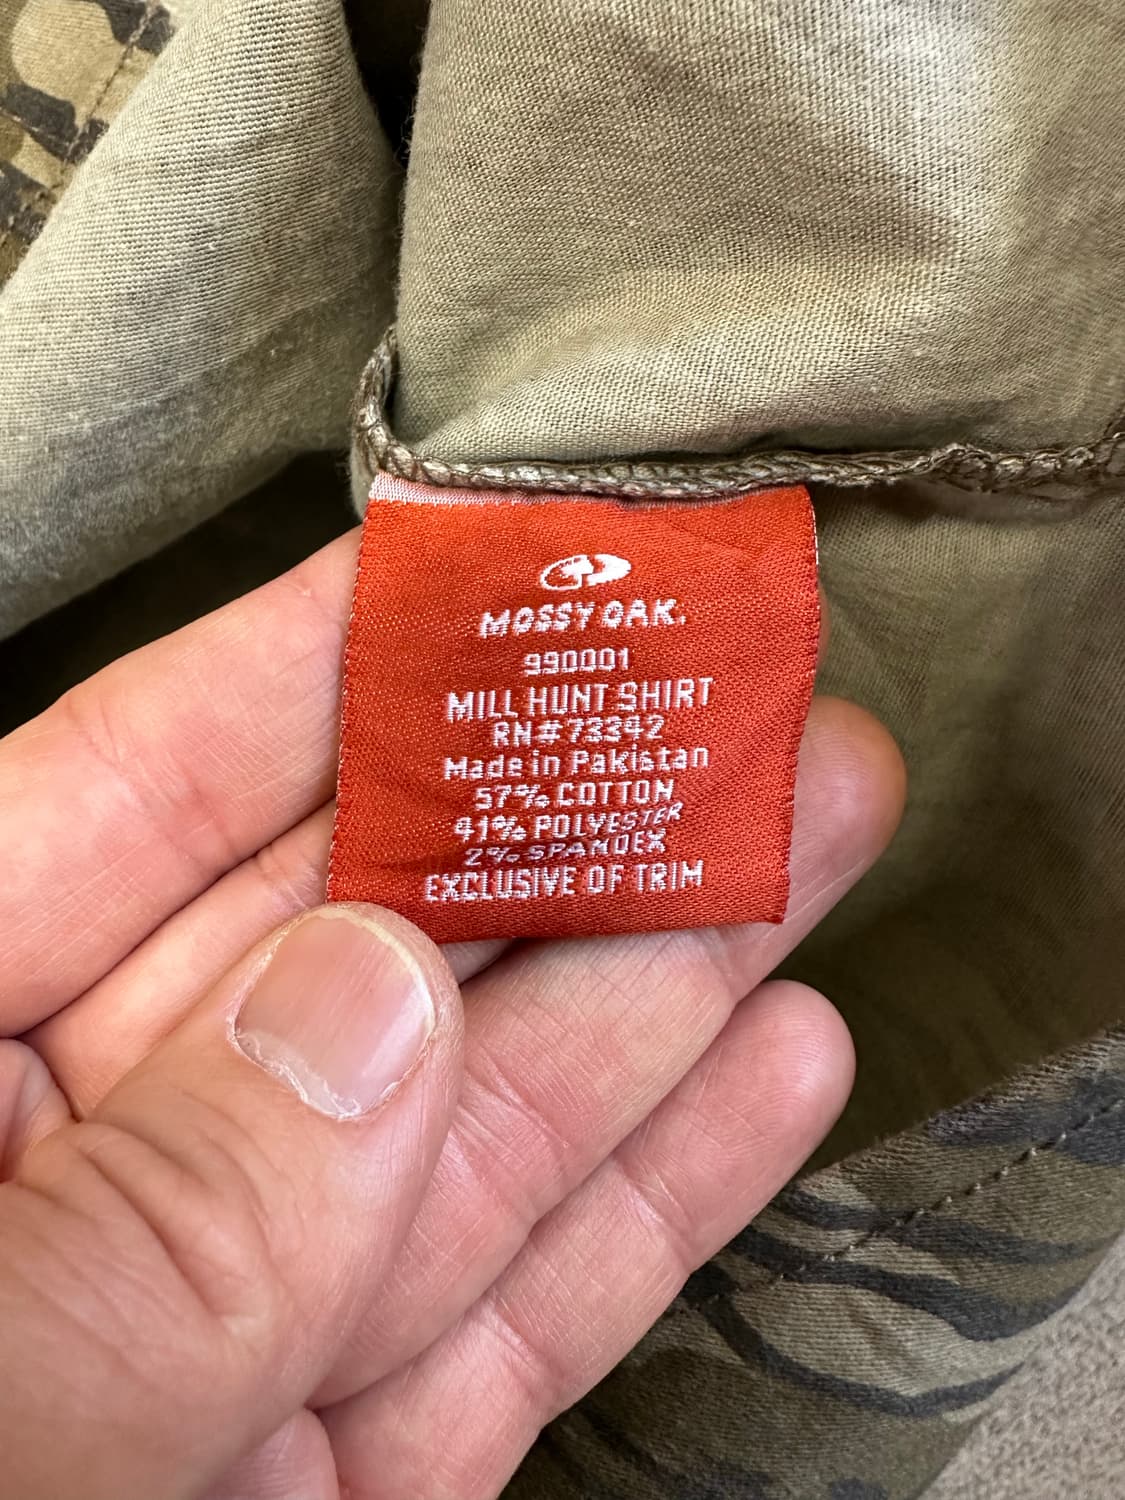 MOSSY OAK.
990001
MILL HUNT SHIRT
RN#73342
Made in Pakistan
57% COTTON
41% POLYESTER
2% SPANDEX
EXCLUSIVE OF TRIM